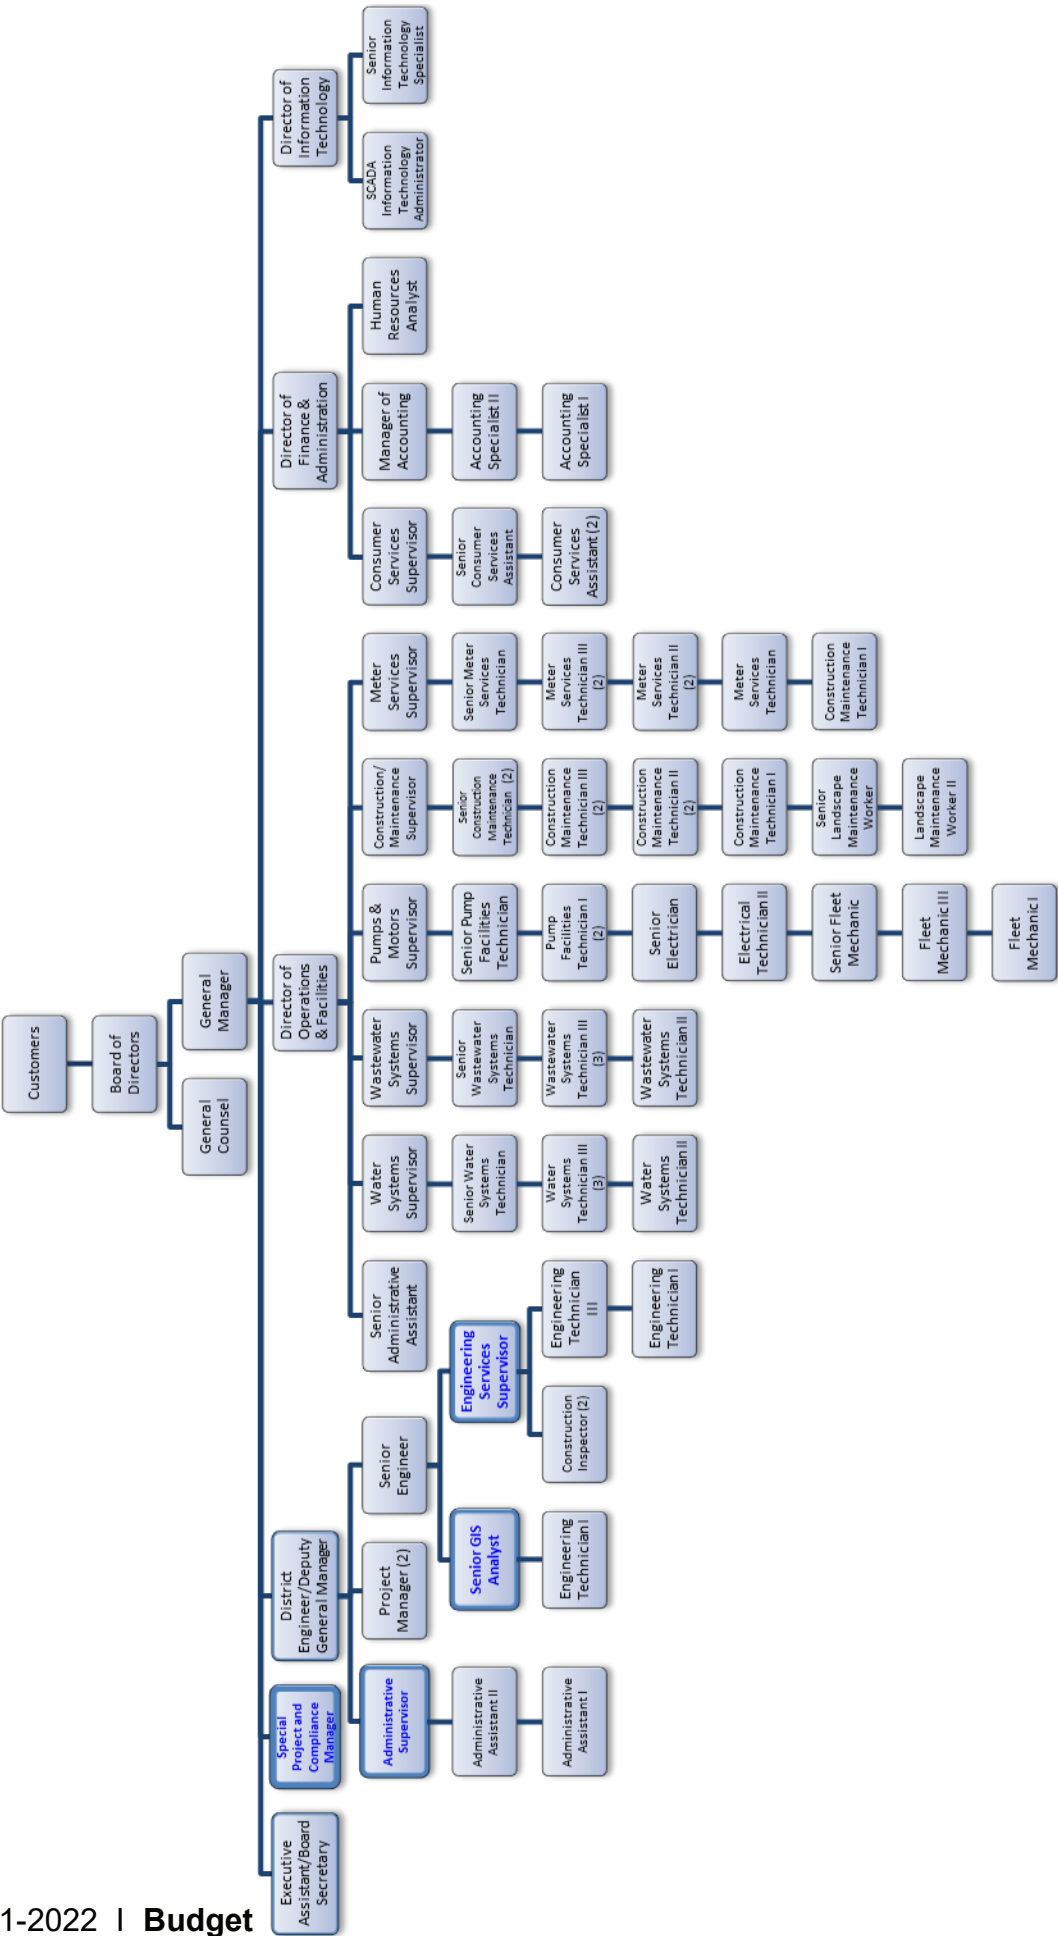 Customers
Board of
Directors
General
Counsel
General
Manager
Executive
Assistant/Board
Secretary
Special
Project and
Compliance
Manager
District
Engineer/Deputy
General Manager
Director of
Operations
& Facilities
Director of
Finance &
Administration
Director of
Information
Technology
Administrative
Supervisor
Project
Manager (2)
Senior
Engineer
Senior
Administrative
Assistant
Water
Systems
Supervisor
Wastewater
Systems
Supervisor
Pumps &
Motors
Supervisor
Construction/
Maintenance
Supervisor
Meter
Services
Supervisor
Consumer
Services
Supervisor
Manager of
Accounting
Human
Resources
Analyst
SCADA
Information
Technology
Administrator
Senior
Information
Technology
Specialist
Administrative
Assistant II
Senior GIS
Analyst
Engineering
Services
Supervisor
Senior Water
Systems
Technician
Senior
Wastewater
Systems
Technician
Senior Pump
Facilities
Technician
Senior
Construction
Maintenance
Technician (2)
Senior Meter
Services
Technician
Senior
Consumer
Services
Assistant
Accounting
Specialist II
Administrative
Assistant I
Engineering
Technician I
Construction
Inspector (2)
Engineering
Technician
III
Water
Systems
Technician III
(3)
Wastewater
Systems
Technician III
(3)
Pump
Facilities
Technician I
(2)
Construction
Maintenance
Technician III
(2)
Meter
Services
Technician III
(2)
Consumer
Services
Assistant (2)
Accounting
Specialist I
Engineering
Technician I
Water
Systems
Technician II
Wastewater
Systems
Technician II
Senior
Electrician
Construction
Maintenance
Technician II
(2)
Meter
Services
Technician II
(2)
Electrical
Technician II
Construction
Maintenance
Technician I
Meter
Services
Technician
Senior Fleet
Mechanic
Senior
Landscape
Maintenance
Worker
Construction
Maintenance
Technician I
Fleet
Mechanic III
Landscape
Maintenance
Worker II
Fleet
Mechanic I
1-2022 | Budget